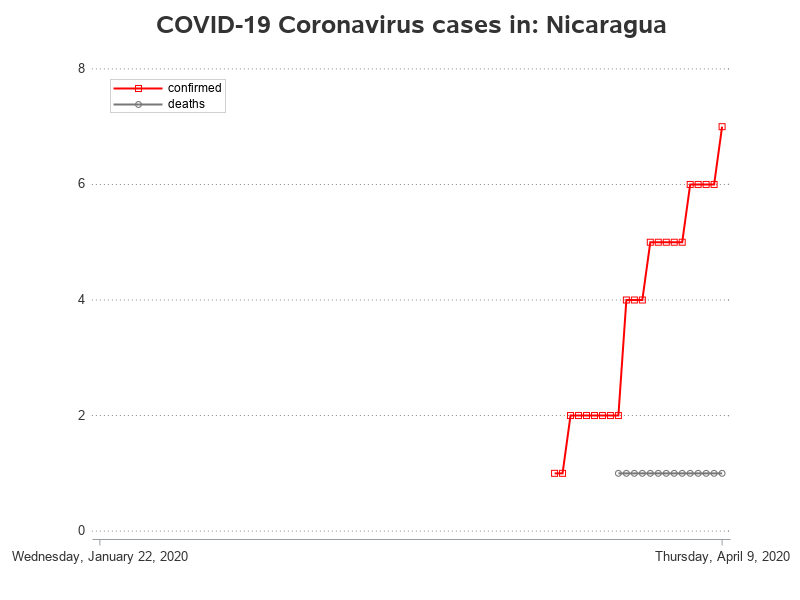 COVID-19 Coronavirus cases in: Nicaragua
8
confirmed
deaths
6
4
2
0
Wednesday, January 22, 2020
Thursday, April 9, 2020